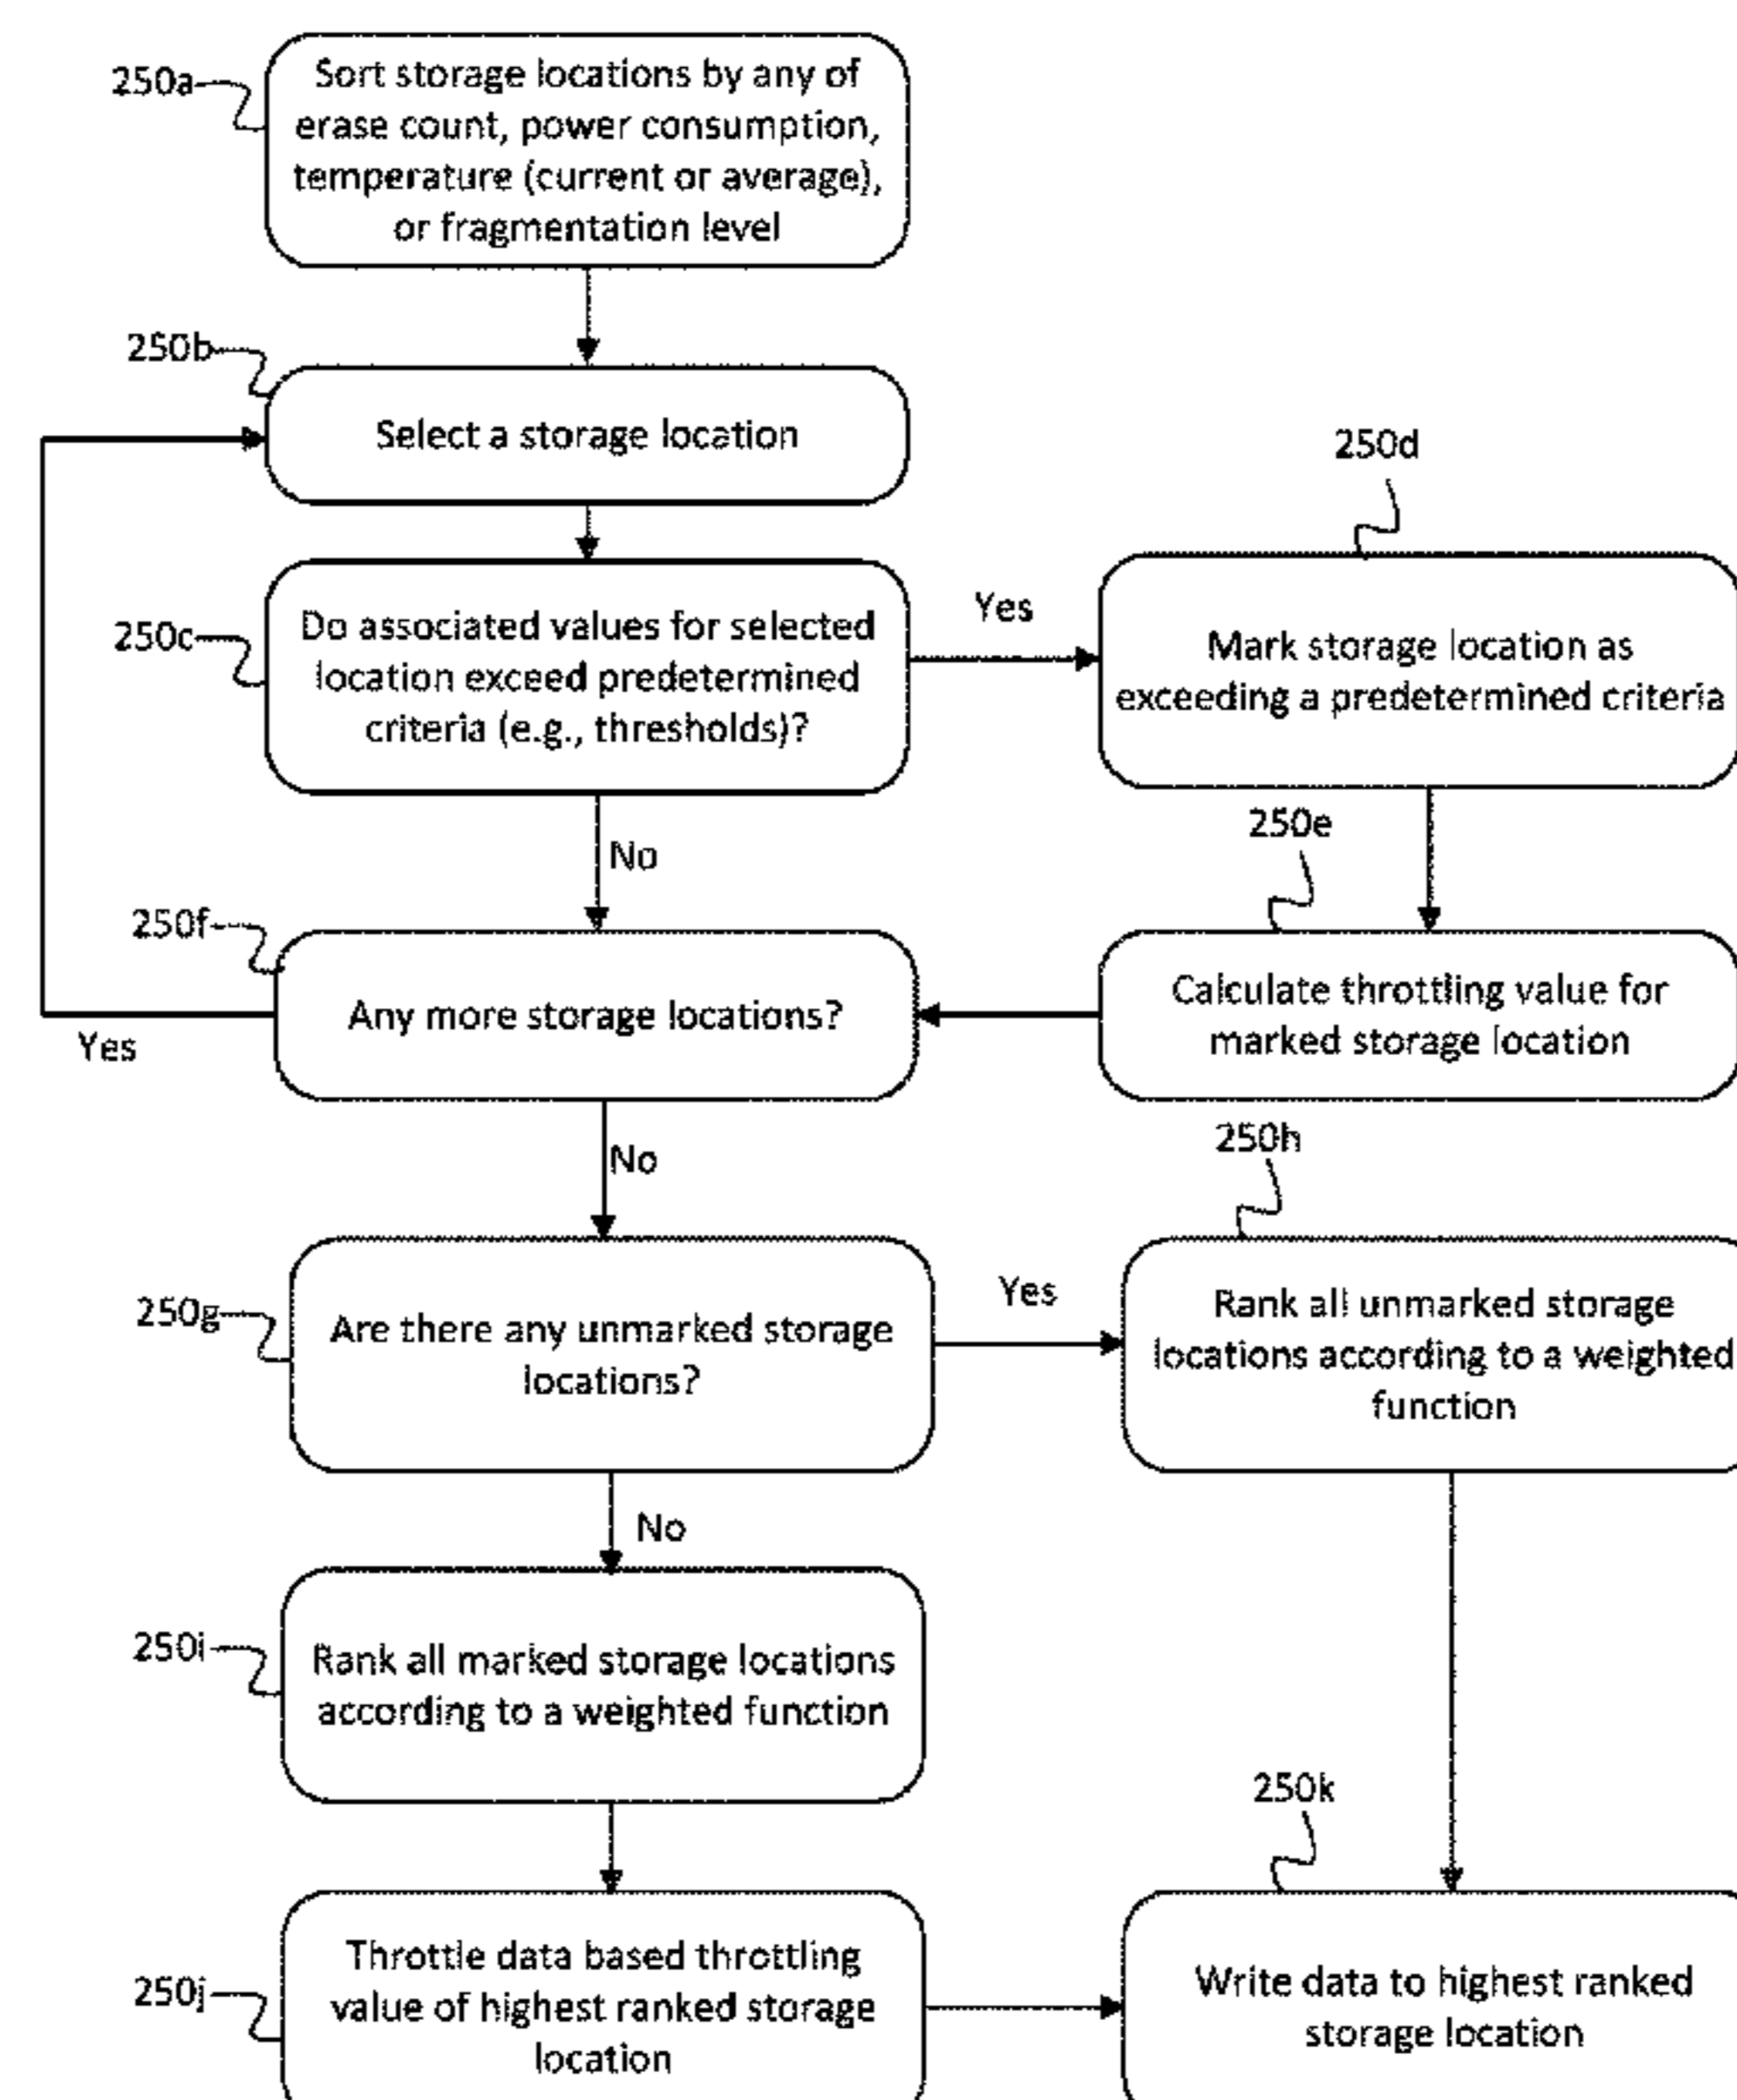 250a
Sort storage locations by any of
erase count, power consumption,
temperature (current or average),
or fragmentation level
250b
Select a storage location
250c
Do associated values for selected
location exceed predetermined
criteria (e.g., thresholds)?
Yes
250d
Mark storage location as
exceeding a predetermined criteria
No
250e
Calculate throttling value for
marked storage location
250f
Any more storage locations?
Yes
No
250g
Are there any unmarked storage
locations?
Yes
250h
Rank all unmarked storage
locations according to a weighted
function
No
250i
Rank all marked storage locations
according to a weighted function
250j
Throttle data based throttling
value of highest ranked storage
location
250k
Write data to highest ranked
storage location